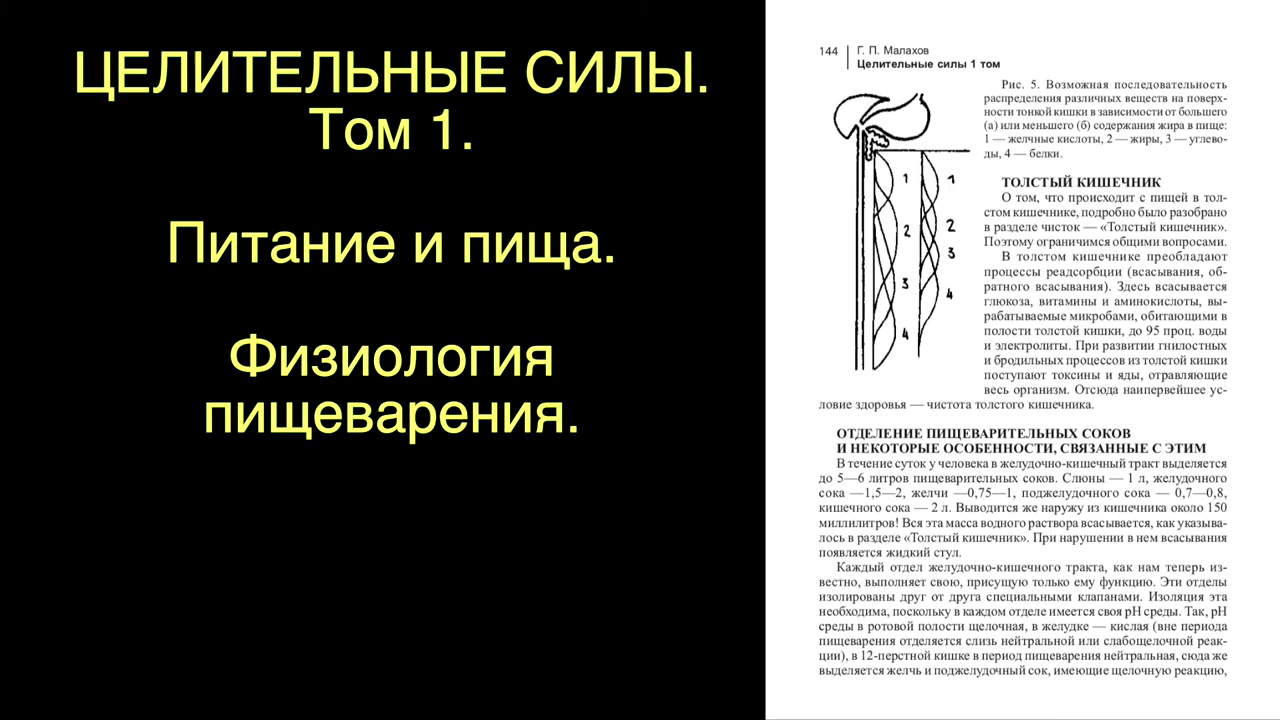 ЦЕЛИТЕЛЬНЫЕ СИЛЫ.
Том 1.
Питание и пища.
Физиология
пищеварения.
144
Г. П. Малахов
Целительные силы 1 том
Рис. 5. Возможная последовательность
распределения различных веществ на поверх-
ности тонкой кишки в зависимости от большего
(а) или меньшего (б) содержания жира в пище:
1 — желчные кислоты, 2 — жиры, 3 — углево-
ды, 4 — белки.
1
2
3
4
1
2
3
4
ТОЛСТЫЙ КИШЕЧНИК
О том, что происходит с пищей в тол-
стом кишечнике, подробно было разобрано
в разделе чисток — «Толстый кишечник».
Поэтому ограничимся общими вопросами.
В толстом кишечнике преобладают
процессы реадсорбции (всасывания, об-
ратного всасывания). Здесь всасывается
глюкоза, витамины и аминокислоты, вы-
рабатываемые микробами, обитающими в
полости толстой кишки, до 95 проц. воды
и электролиты. При развитии гнилостных
и бродильных процессов из толстой кишки
поступают токсины и яды, отравляющие
весь организм. Отсюда наипервейшее ус-
ловие здоровья — чистота толстого кишечника.
ОТДЕЛЕНИЕ ПИЩЕВАРИТЕЛЬНЫХ СОКОВ
И НЕКОТОРЫЕ ОСОБЕННОСТИ, СВЯЗАННЫЕ С ЭТИМ
В течение суток у человека в желудочно-кишечный тракт выделяется
до 5—6 литров пищеварительных соков. Слюны — 1 л, желудочного
сока —1,5—2, желчи —0,75—1, поджелудочного сока — 0,7—0,8,
кишечного сока — 2 л. Выводится же наружу из кишечника около 150
миллилитров! Вся эта масса водного раствора всасывается, как указыва-
лось в разделе «Толстый кишечник». При нарушении в нем всасывания
появляется жидкий стул.
Каждый отдел желудочно-кишечного тракта, как нам теперь из-
вестно, выполняет свою, присущую только ему функцию. Эти отделы
изолированы друг от друга специальными клапанами. Изоляция эта
необходима, поскольку в каждом отделе имеется своя рН среды. Так, рН
среды в ротовой полости щелочная, в желудке — кислая (вне периода
пищеварения отделяется слизь нейтральной или слабощелочной реак-
ции), в 12-перстной кишке в период пищеварения нейтральная, сюда же
выделяется желчь и поджелудочный сок, имеющие щелочную реакцию,